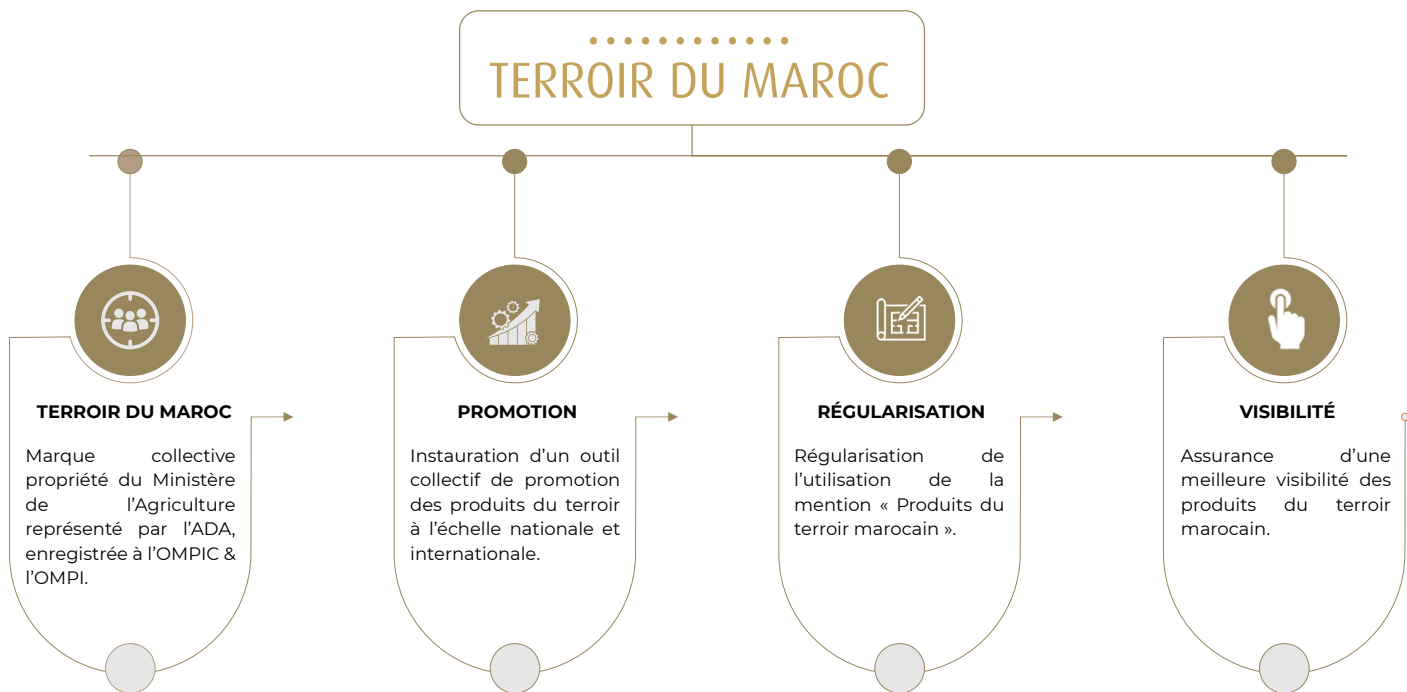 TERROIR DU MAROC
TERROIR DU MAROC
Marque collective
propriété du Ministère
de l’Agriculture
représenté par l’ADA,
enregistrée à l’OMPIC &
l’OMPI.
PROMOTION
Instauration d’un outil
collectif de promotion
des produits du terroir
à l’échelle nationale et
internationale.
RÉGULARISATION
Régularisation de
l’utilisation de la
mention « Produits du
terroir marocain ».
VISIBILITÉ
Assurance d’une
meilleure visibilité des
produits du terroir
marocain.